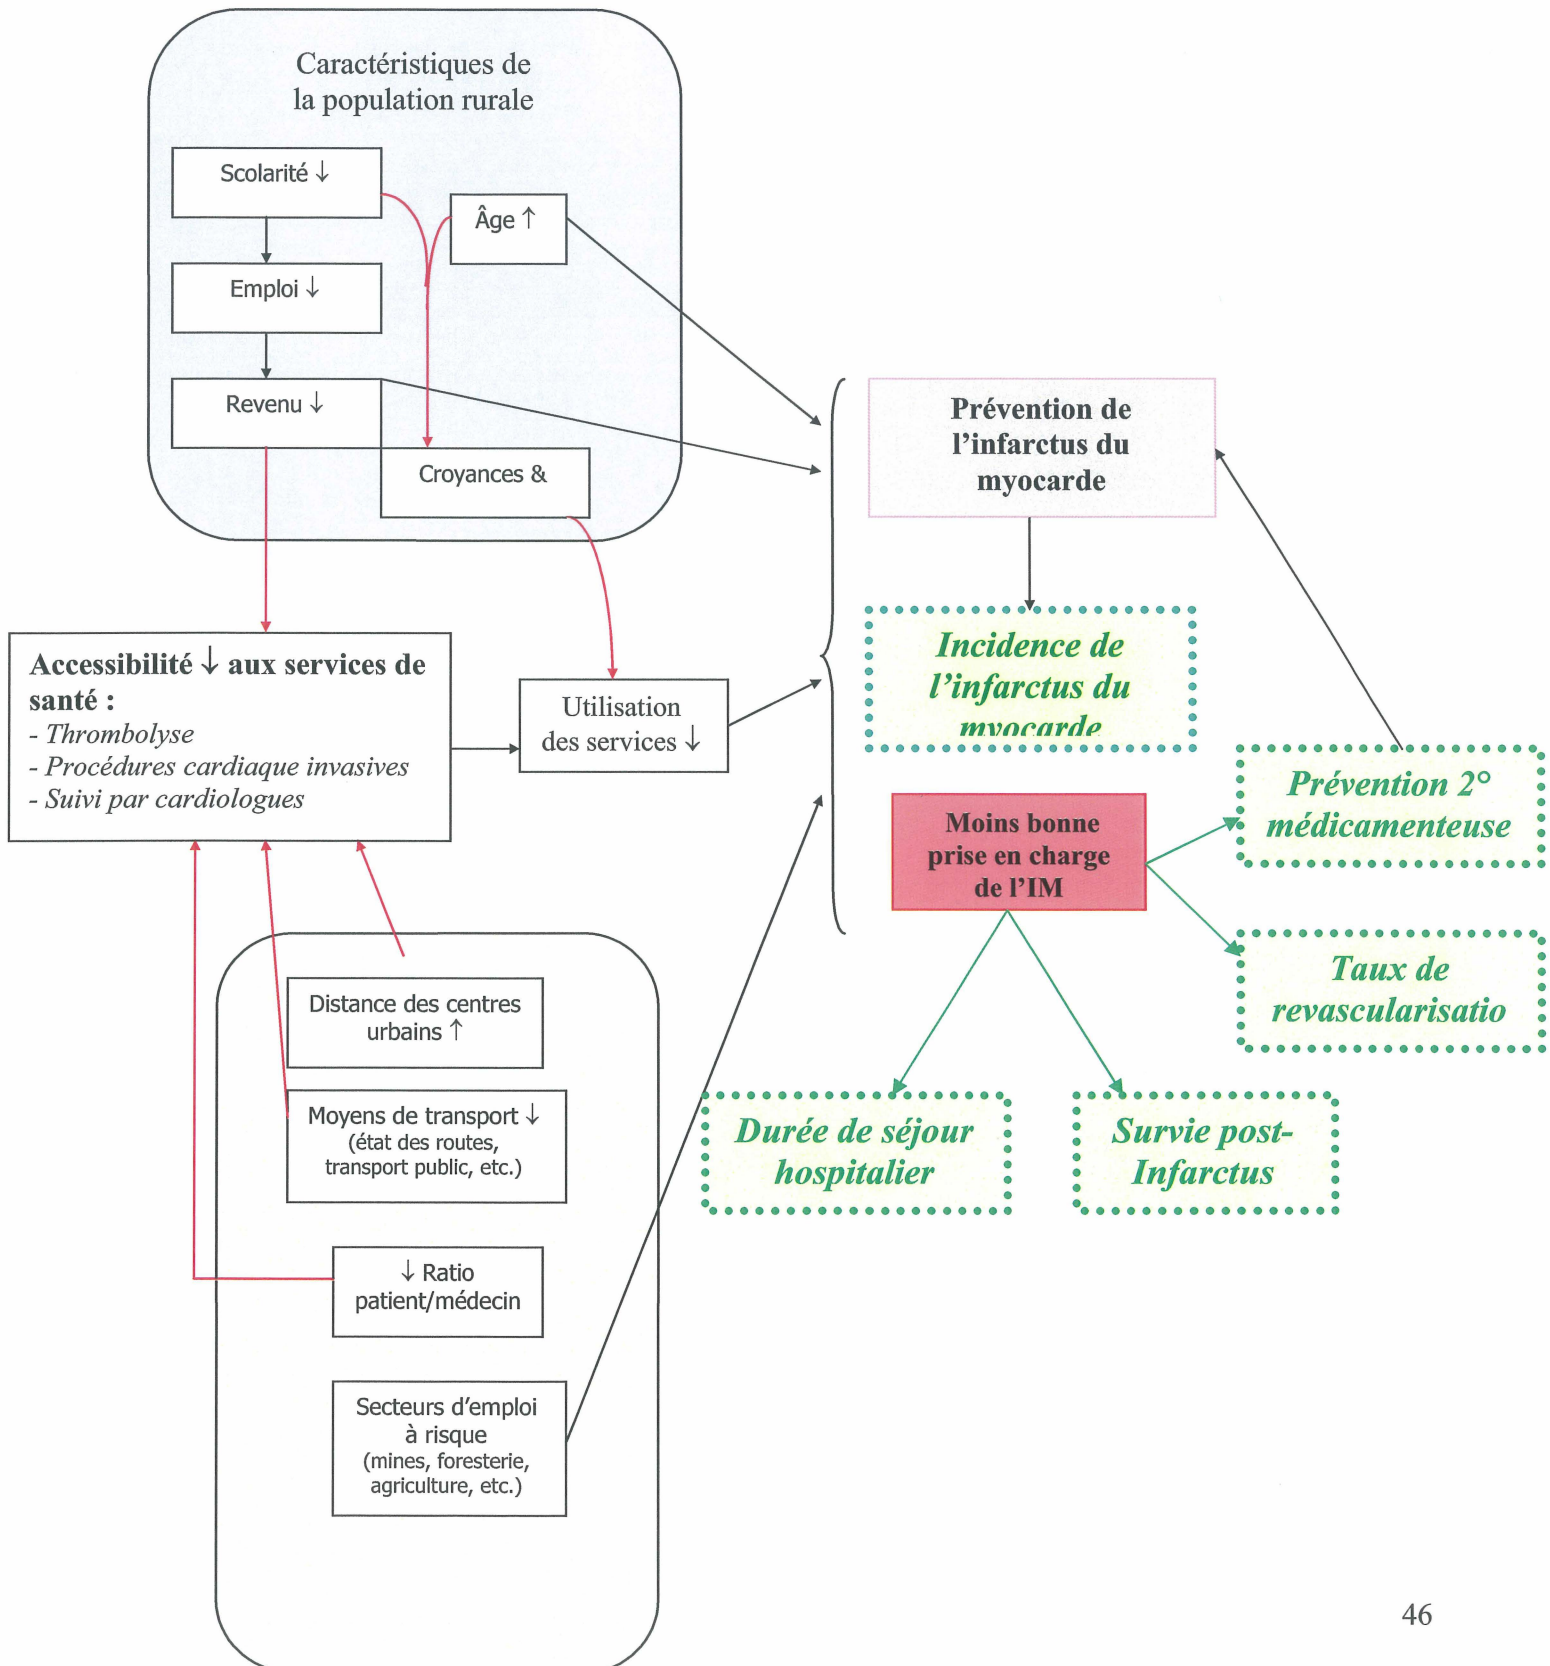 Caractéristiques de
la population rurale
Scolarité ↓
Âge ↑
Emploi ↓
Revenu ↓
Croyances &
Prévention de
l'infarctus du
myocarde
Incidence de
l'infarctus du
myocarde
Accessibilité ↓ aux services de
santé :
- Thrombolyse
- Procédures cardiaque invasives
- Suivi par cardiologues
Utilisation
des services ↓
Moins bonne
prise en charge
de l'IM
Prévention 2°
médicamenteuse
Taux de
revascularisatio
Durée de séjour
hospitalier
Survie post-
Infarctus
Distance des centres
urbains ↑
Moyens de transport ↓
(état des routes,
transport public, etc.)
↓ Ratio
patient/médecin
Secteurs d'emploi
à risque
(mines, foresterie,
agriculture, etc.)
46